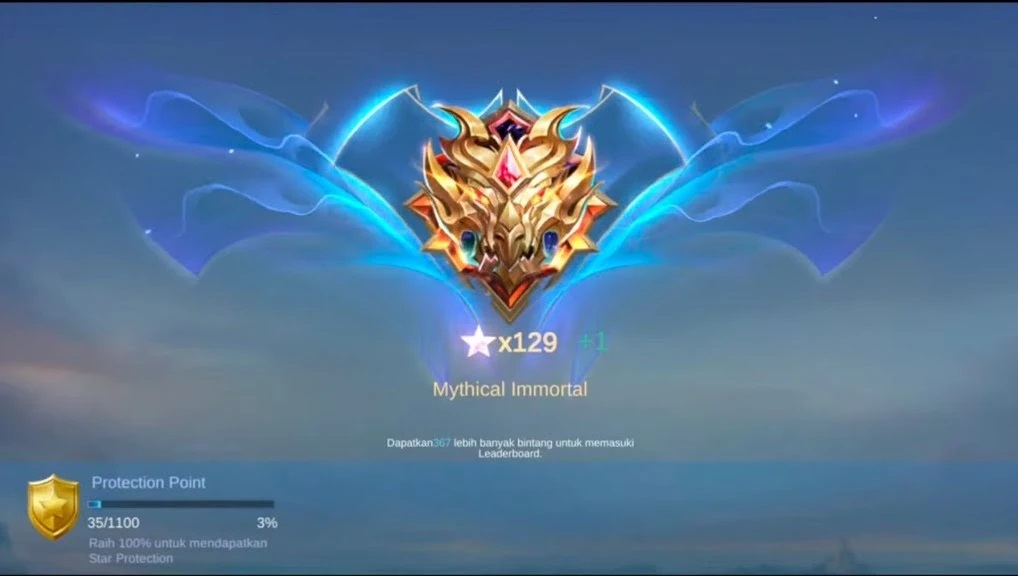 x129 +1
Mythical Immortal
Dapatkan367 lebih banyak bintang untuk memasuki
Leaderboard.
Protection Point
35/1100 3%
Raih 100% untuk mendapatkan
Star Protection